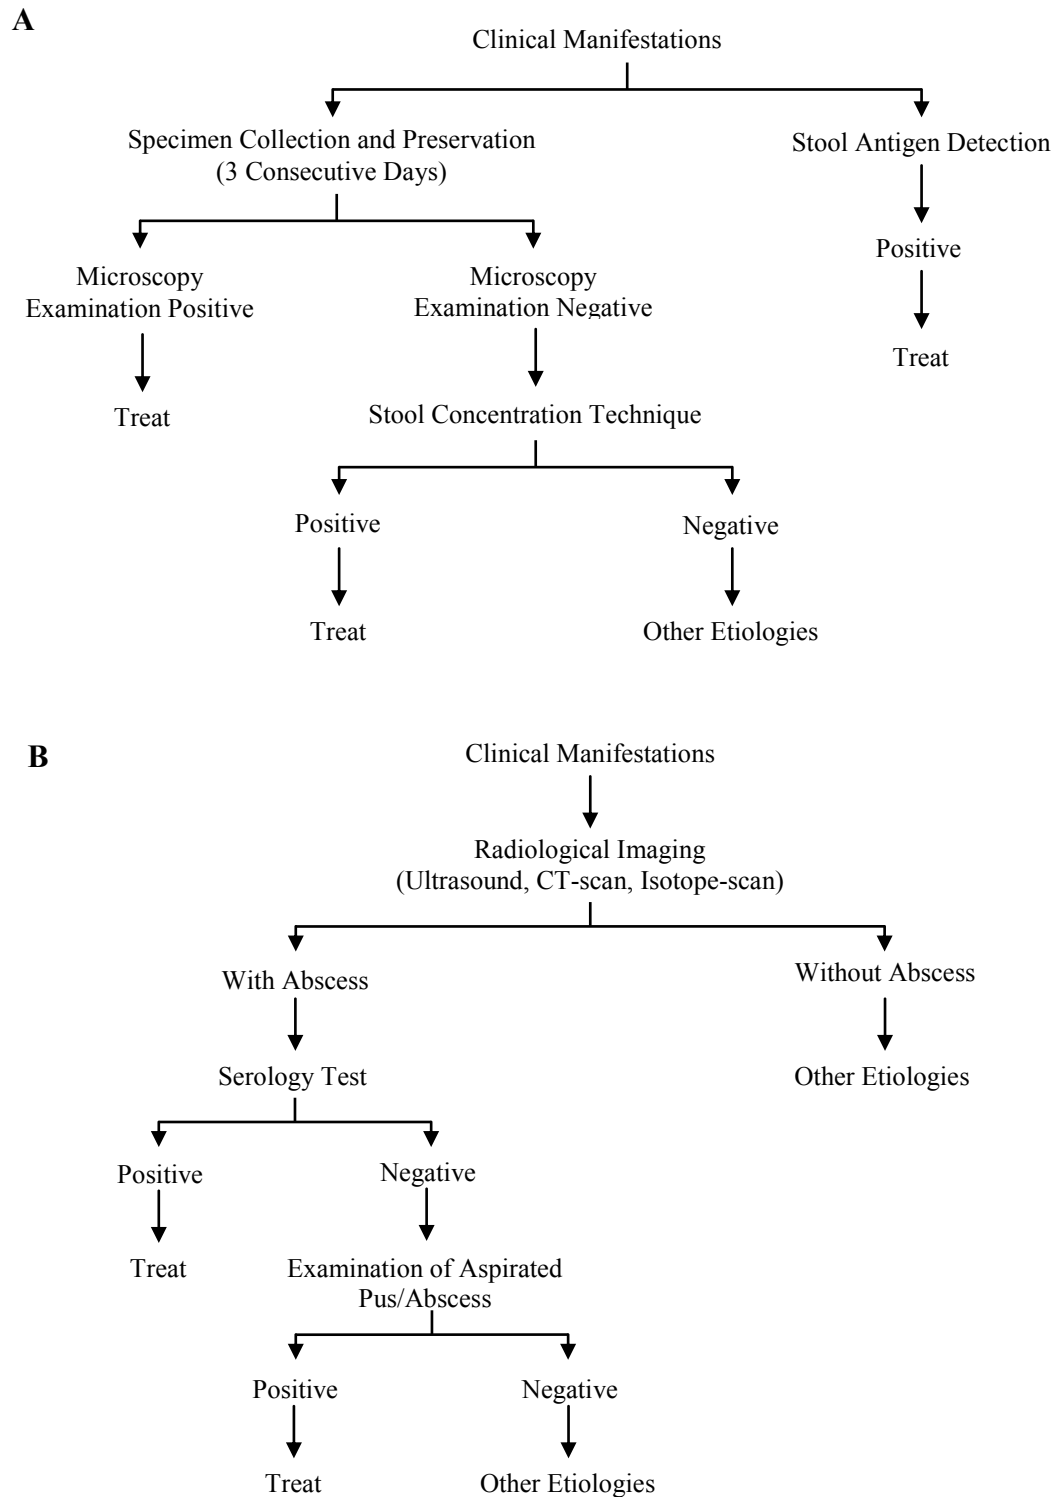 A
Clinical Manifestations
Specimen Collection and Preservation
(3 Consecutive Days)
Stool Antigen Detection
Microscopy
Examination Positive
Microscopy
Examination Negative
Positive
Treat
Treat
Stool Concentration Technique
Positive
Negative
Treat
Other Etiologies
B
Clinical Manifestations
Radiological Imaging
(Ultrasound, CT-scan, Isotope-scan)
With Abscess
Without Abscess
Serology Test
Other Etiologies
Positive
Negative
Treat
Examination of Aspirated
Pus/Abscess
Positive
Negative
Treat
Other Etiologies